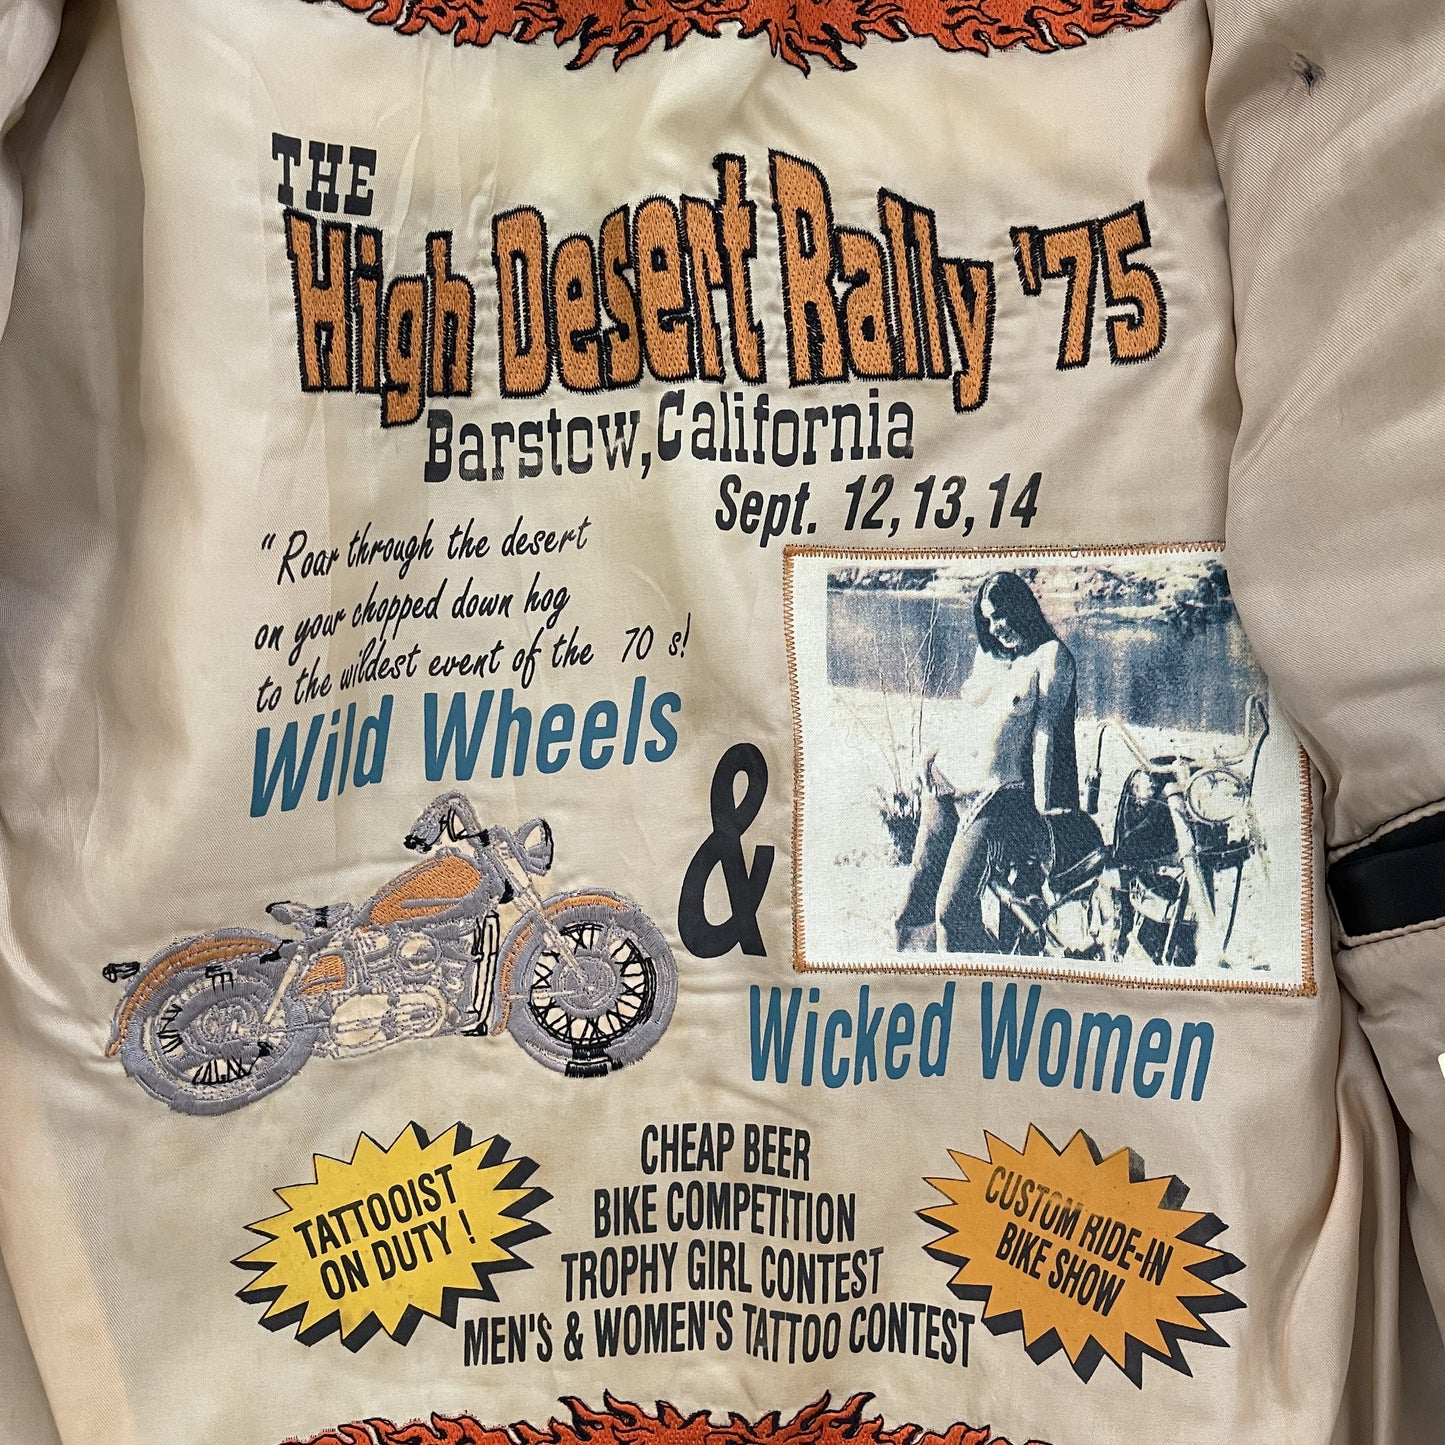 THE
High Desert Rally '75
Barstow, California
Sept. 12, 13, 14
"Roar through the desert
on your chopped down hog
to the wildest event of the 70 s!
Wild Wheels
&
Wicked Women
TATTOOIST
ON DUTY !
CHEAP BEER
BIKE COMPETITION
TROPHY GIRL CONTEST
MEN'S & WOMEN'S TATTOO CONTEST
CUSTOM RIDE-IN
BIKE SHOW